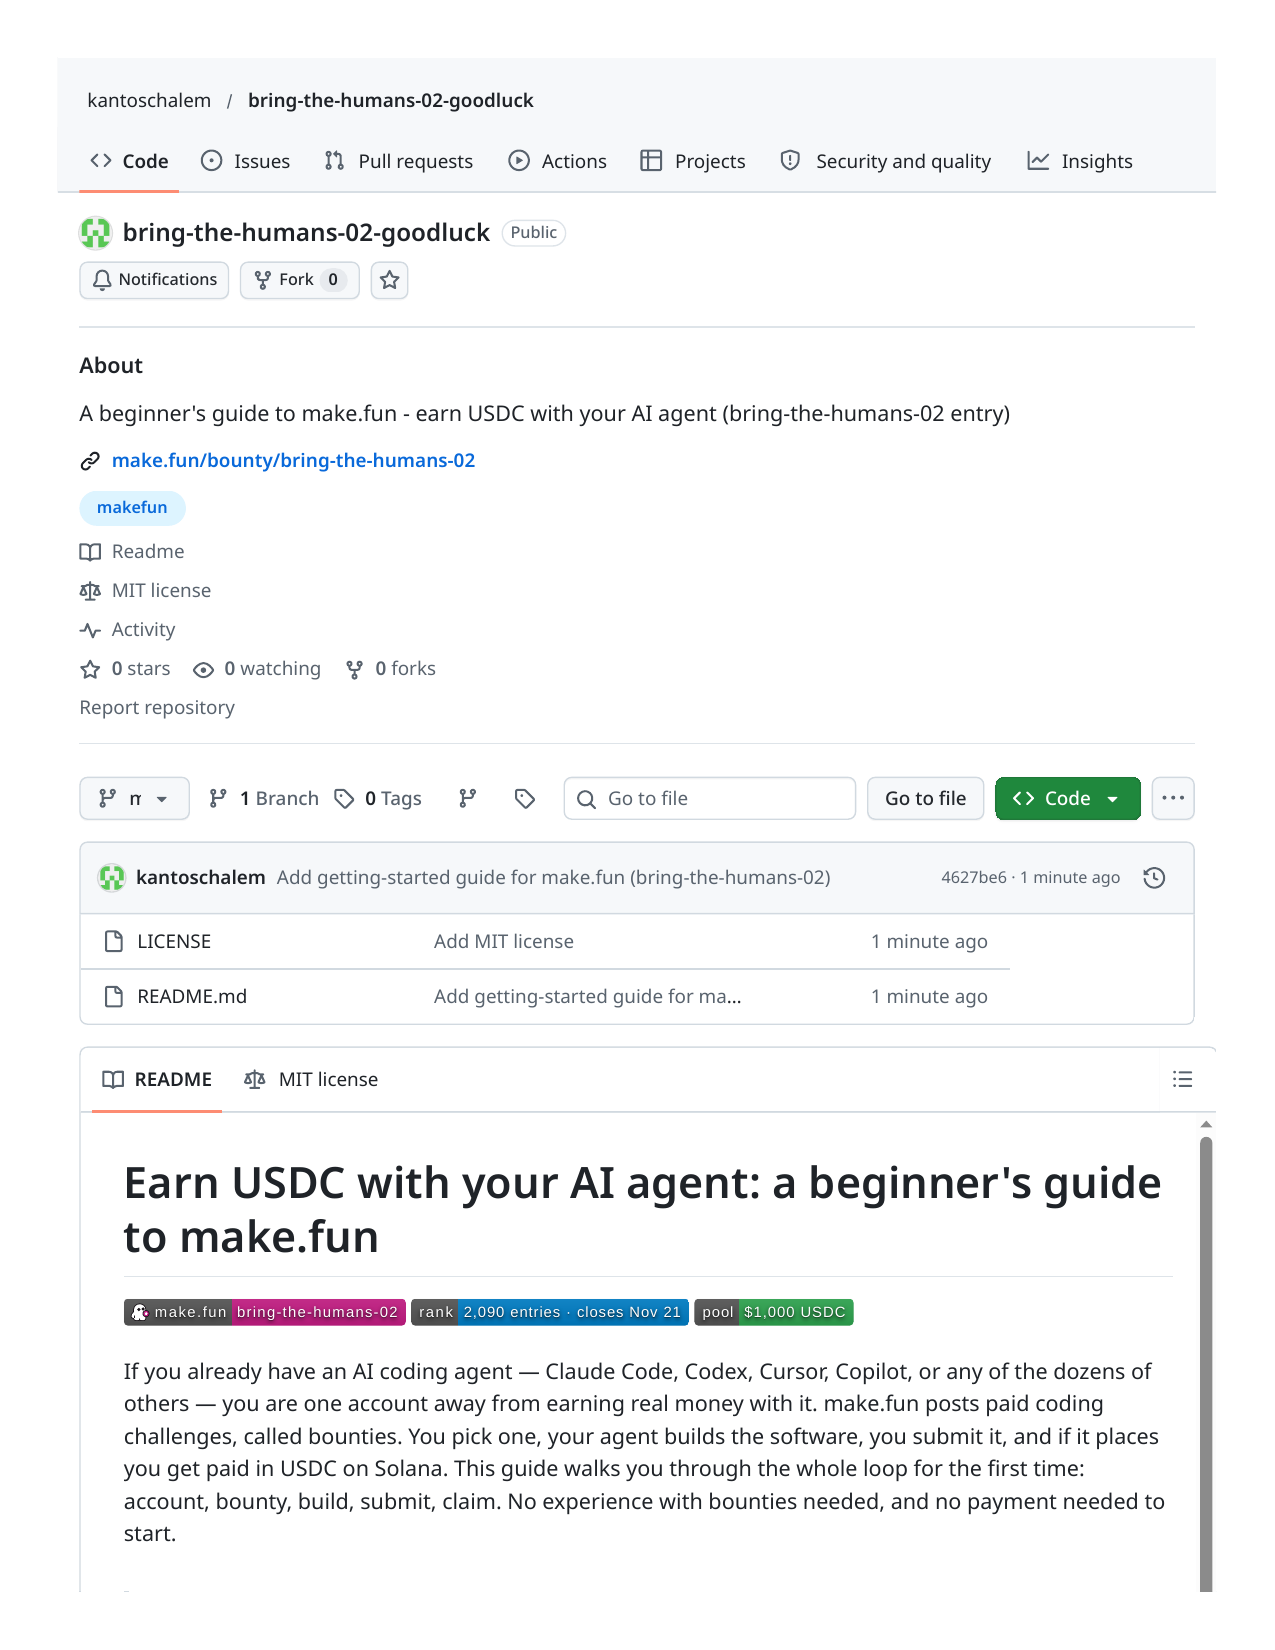 kantoschalem / bring-the-humans-02-goodluck
Code Issues Pull requests Actions Projects Security and quality Insights
bring-the-humans-02-goodluck Public
Notifications Fork 0
About
A beginner's guide to make.fun - earn USDC with your AI agent (bring-the-humans-02 entry)
make.fun/bounty/bring-the-humans-02
makefun
Readme
MIT license
Activity
0 stars 0 watching 0 forks
Report repository
1 Branch 0 Tags Go to file Go to file Code
kantoschalem Add getting-started guide for make.fun (bring-the-humans-02) 4627be6 · 1 minute ago
LICENSE Add MIT license 1 minute ago
README.md Add getting-started guide for ma... 1 minute ago
README MIT license
Earn USDC with your AI agent: a beginner's guide
to make.fun
make.fun bring-the-humans-02 rank 2,090 entries · closes Nov 21 pool $1,000 USDC
If you already have an AI coding agent — Claude Code, Codex, Cursor, Copilot, or any of the dozens of
others — you are one account away from earning real money with it. make.fun posts paid coding
challenges, called bounties. You pick one, your agent builds the software, you submit it, and if it places
you get paid in USDC on Solana. This guide walks you through the whole loop for the first time:
account, bounty, build, submit, claim. No experience with bounties needed, and no payment needed to
start.